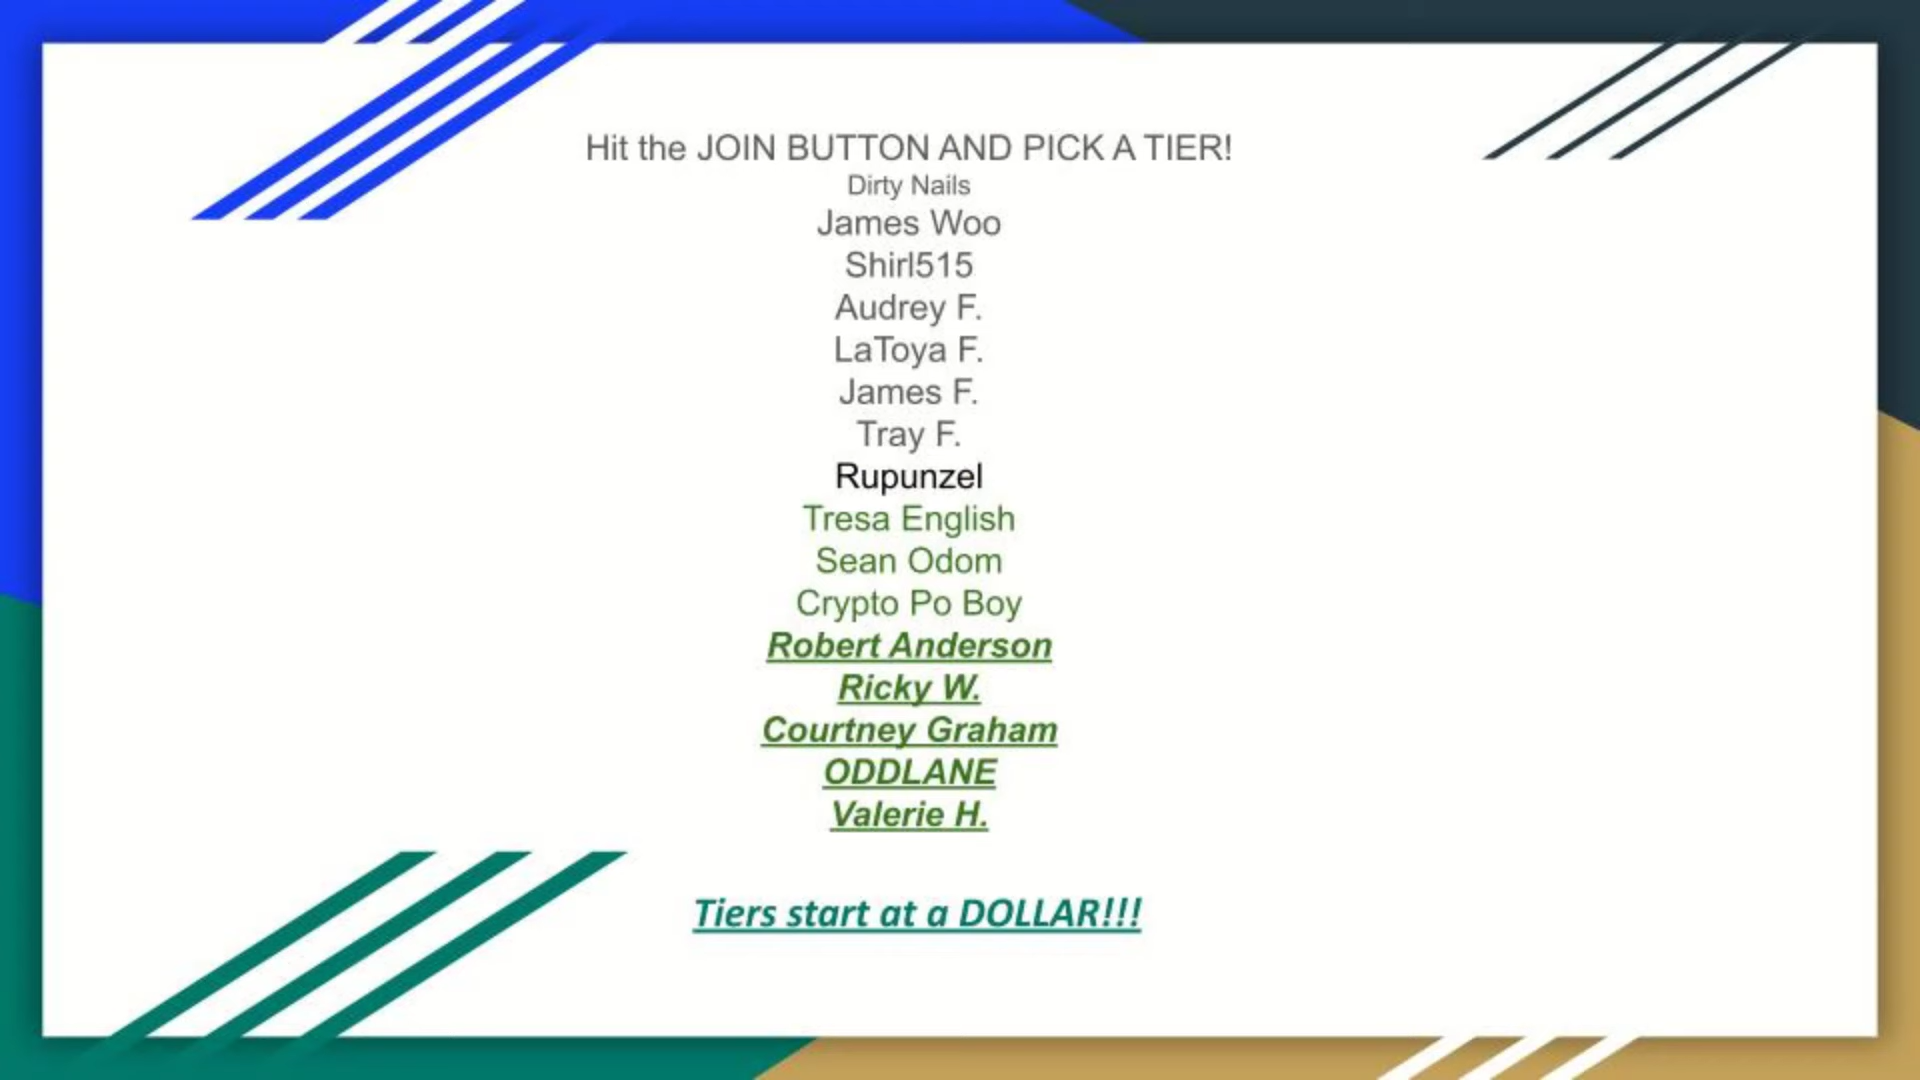 Hit the JOIN BUTTON AND PICK A TIER!
Dirty Nails
James Woo
Shirl515
Audrey F.
LaToya F.
James F.
Tray F.
Rupunzel
Tresa English
Sean Odom
Crypto Po Boy
Robert Anderson
Ricky W.
Courtney Graham
ODDLANE
Valerie H.
Tiers start at a DOLLAR!!!